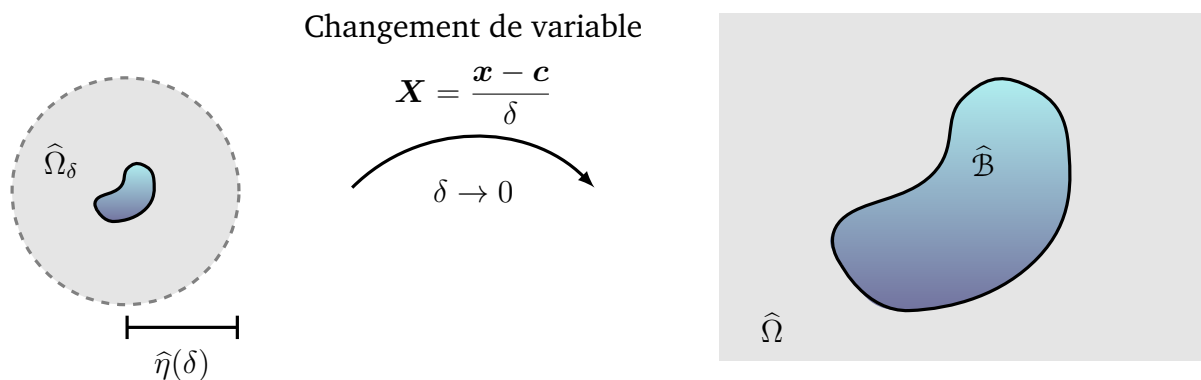 Changement de variable
X = (x − c) / δ
δ → 0
Ω̂_δ
η̂(δ)
B̂
Ω̂